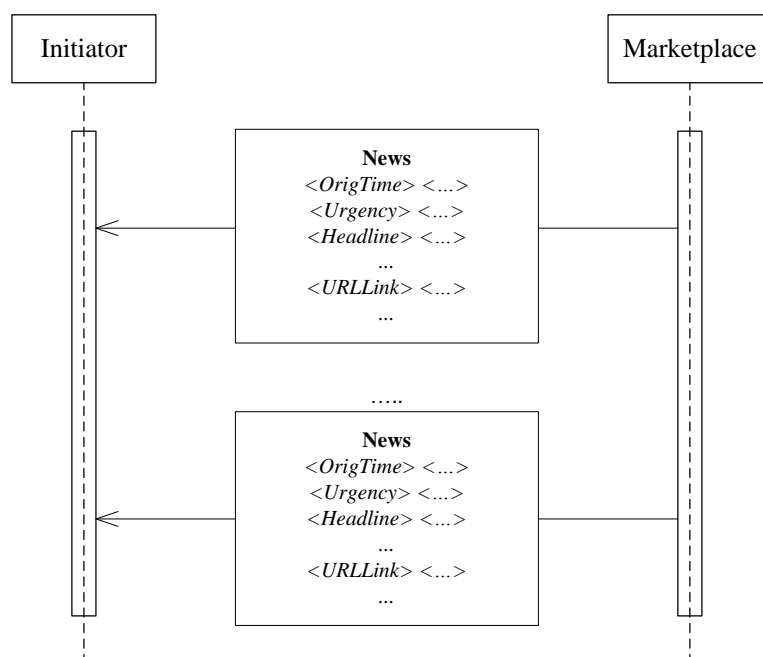 Initiator
Marketplace
News
<OrigTime> <...>
<Urgency> <...>
<Headline> <...>
...
<URLLink> <...>
...
.....
News
<OrigTime> <...>
<Urgency> <...>
<Headline> <...>
...
<URLLink> <...>
...